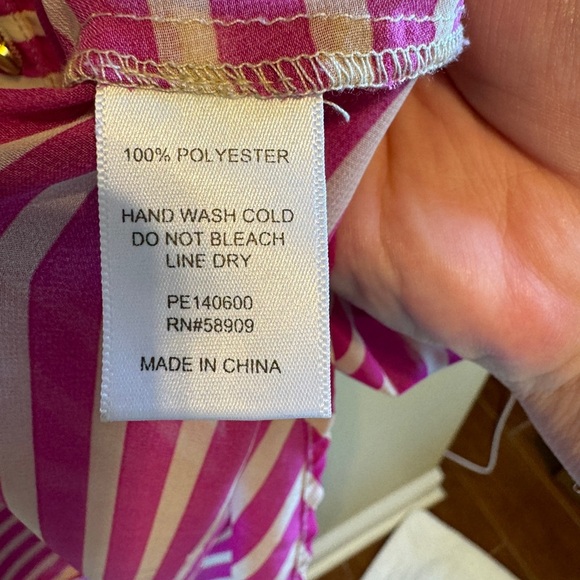 100% POLYESTER
HAND WASH COLD
DO NOT BLEACH
LINE DRY
PE140600
RN#58909
MADE IN CHINA